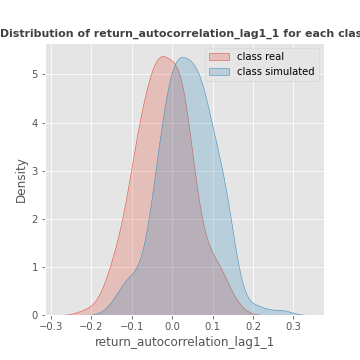 Distribution of return_autocorrelation_lag1_1 for each clas
class real
class simulated
5
4
3
2
1
0
Density
−0.3 −0.2 −0.1 0.0 0.1 0.2 0.3
return_autocorrelation_lag1_1